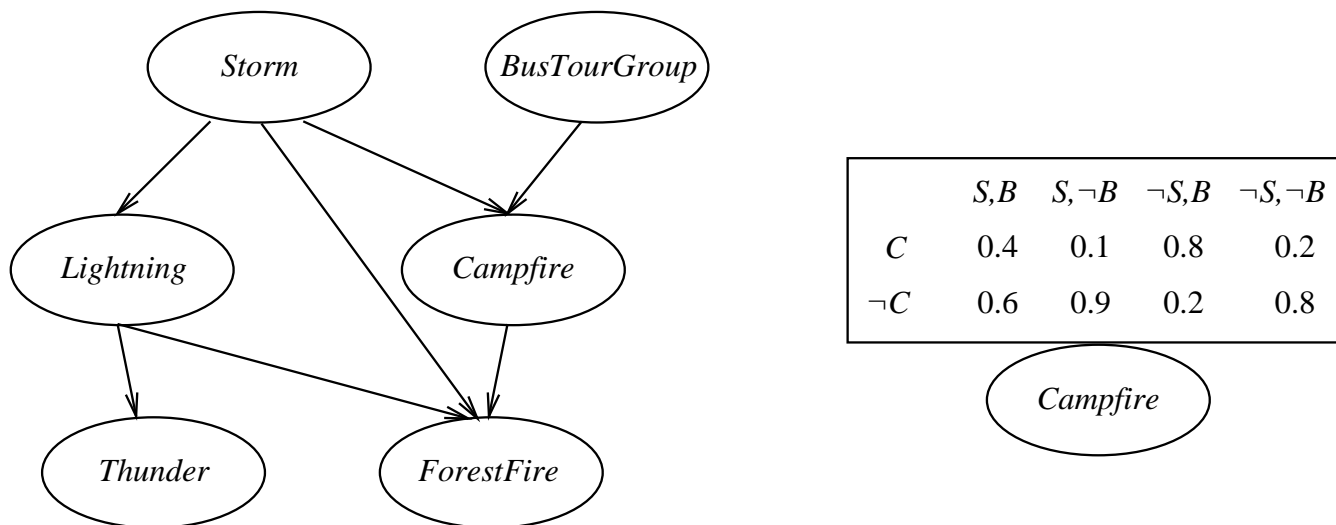 Storm
BusTourGroup
Lightning
Campfire
Thunder
ForestFire
S,B S,¬B ¬S,B ¬S,¬B
C 0.4 0.1 0.8 0.2
¬C 0.6 0.9 0.2 0.8
Campfire